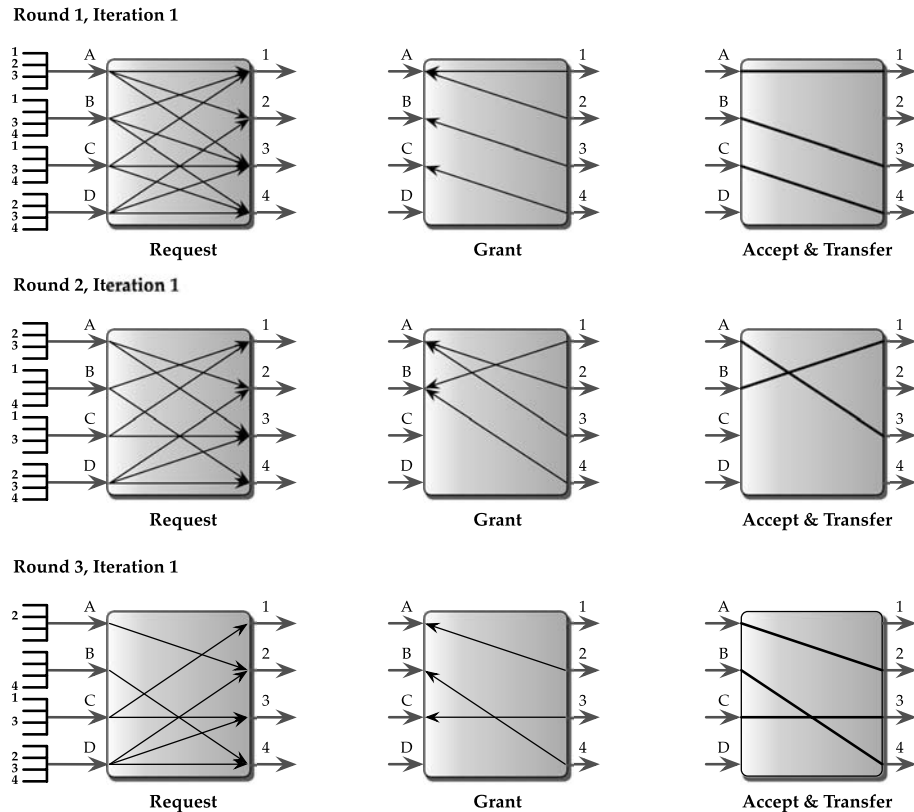 Round 1, Iteration 1
1 A 1 A 1 A 1
2
3
1 B 2 B 2 B 2
3
4
1 C 3 C 3 C 3
3
4
2 D 4 D 4 D 4
3
4
Request Grant Accept & Transfer
Round 2, Iteration 1
2 A 1 A 1 A 1
3
1 B 2 B 2 B 2
4
1 C 3 C 3 C 3
3
2 D 4 D 4 D 4
3
4
Request Grant Accept & Transfer
Round 3, Iteration 1
2 A 1 A 1 A 1
4 B 2 B 2 B 2
1 C 3 C 3 C 3
3
2 D 4 D 4 D 4
3
4
Request Grant Accept & Transfer